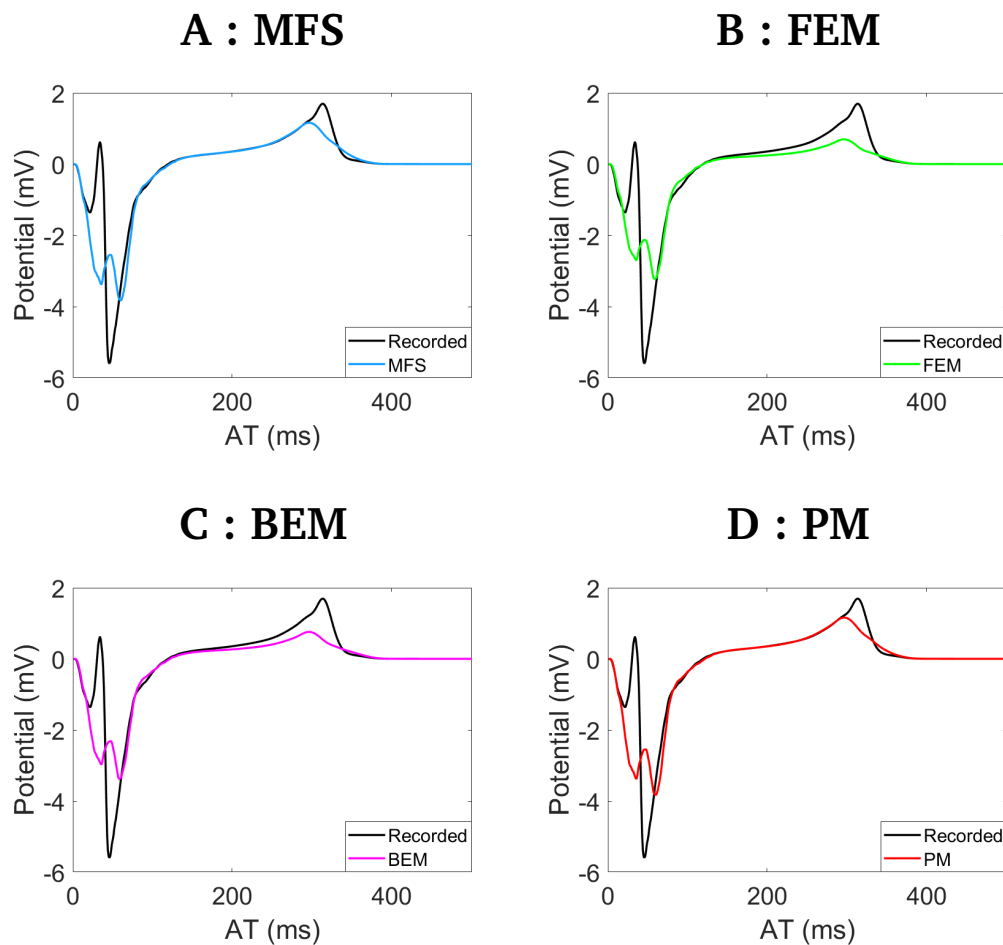 A : MFS
2
0
-2
-4
-6
Potential (mV)
Recorded
MFS
0
200
400
AT (ms)
B : FEM
2
0
-2
-4
-6
Potential (mV)
Recorded
FEM
0
200
400
AT (ms)
C : BEM
2
0
-2
-4
-6
Potential (mV)
Recorded
BEM
0
200
400
AT (ms)
D : PM
2
0
-2
-4
-6
Potential (mV)
Recorded
PM
0
200
400
AT (ms)